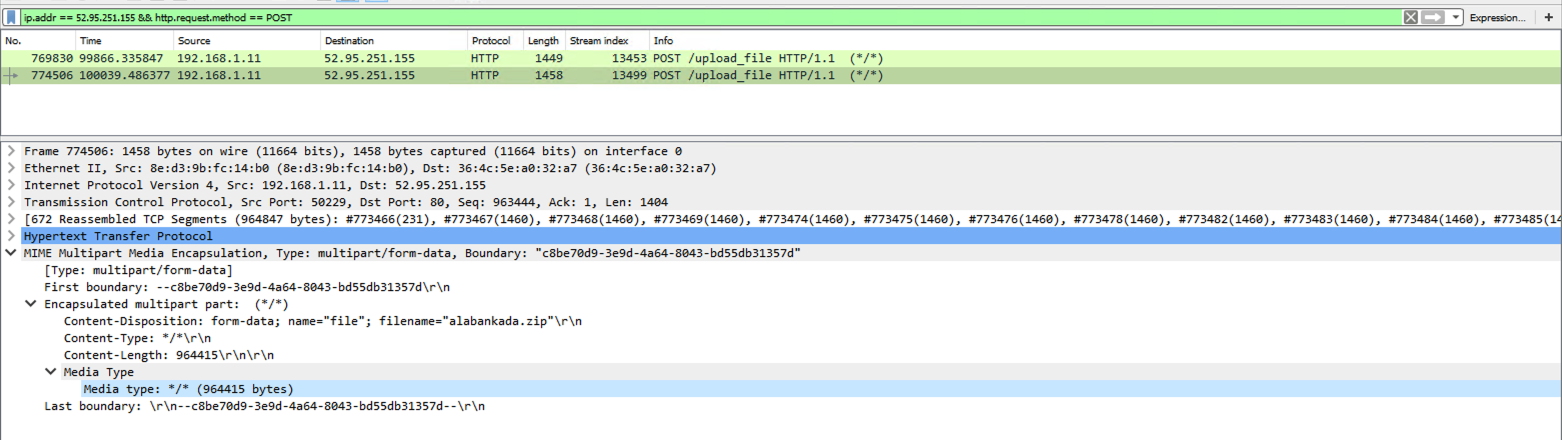 ip.addr == 52.95.251.155 && http.request.method == POST Expression... +
No. Time Source Destination Protocol Length Stream index Info
769830 99866.335847 192.168.1.11 52.95.251.155 HTTP 1449 13453 POST /upload_file HTTP/1.1 (*/*)
774506 100039.486377 192.168.1.11 52.95.251.155 HTTP 1458 13499 POST /upload_file HTTP/1.1 (*/*)
Frame 774506: 1458 bytes on wire (11664 bits), 1458 bytes captured (11664 bits) on interface 0
Ethernet II, Src: 8e:d3:9b:fc:14:b0 (8e:d3:9b:fc:14:b0), Dst: 36:4c:5e:a0:32:a7 (36:4c:5e:a0:32:a7)
Internet Protocol Version 4, Src: 192.168.1.11, Dst: 52.95.251.155
Transmission Control Protocol, Src Port: 50229, Dst Port: 80, Seq: 963444, Ack: 1, Len: 1404
[672 Reassembled TCP Segments (964847 bytes): #773466(231), #773467(1460), #773468(1460), #773469(1460), #773474(1460), #773475(1460), #773476(1460), #773478(1460), #773482(1460), #773483(1460), #773484(1460), #773485(14
Hypertext Transfer Protocol
MIME Multipart Media Encapsulation, Type: multipart/form-data, Boundary: "c8be70d9-3e9d-4a64-8043-bd55db31357d"
[Type: multipart/form-data]
First boundary: --c8be70d9-3e9d-4a64-8043-bd55db31357d\r\n
Encapsulated multipart part: (*/*)
Content-Disposition: form-data; name="file"; filename="alabankada.zip"\r\n
Content-Type: */*\r\n
Content-Length: 964415\r\n\r\n
Media Type
Media type: */* (964415 bytes)
Last boundary: \r\n--c8be70d9-3e9d-4a64-8043-bd55db31357d--\r\n